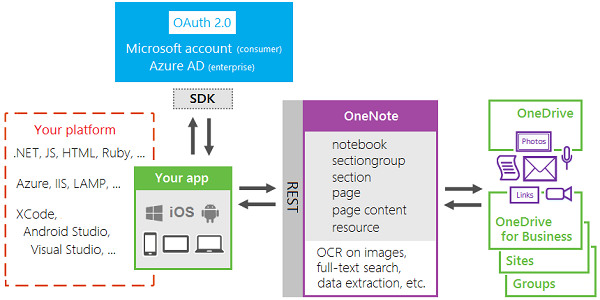 OAuth 2.0
Microsoft account (consumer)
Azure AD (enterprise)
SDK
Your platform
.NET, JS, HTML, Ruby, ...
Azure, IIS, LAMP, ...
XCode,
Android Studio,
Visual Studio, ...
Your app
iOS
REST
OneNote
notebook
sectiongroup
section
page
page content
resource
OCR on images,
full-text search,
data extraction, etc.
OneDrive
Photos
Links
OneDrive
for Business
Sites
Groups